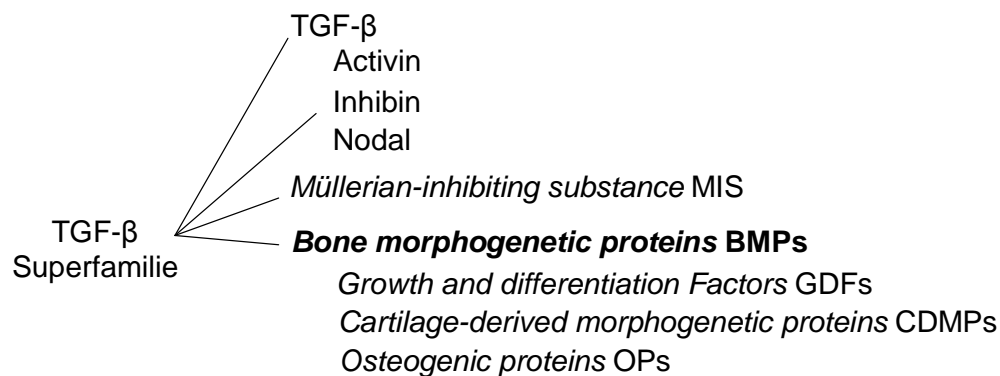 TGF-β
Activin
Inhibin
Nodal
Müllerian-inhibiting substance MIS
TGF-β
Superfamilie
Bone morphogenetic proteins BMPs
Growth and differentiation Factors GDFs
Cartilage-derived morphogenetic proteins CDMPs
Osteogenic proteins OPs